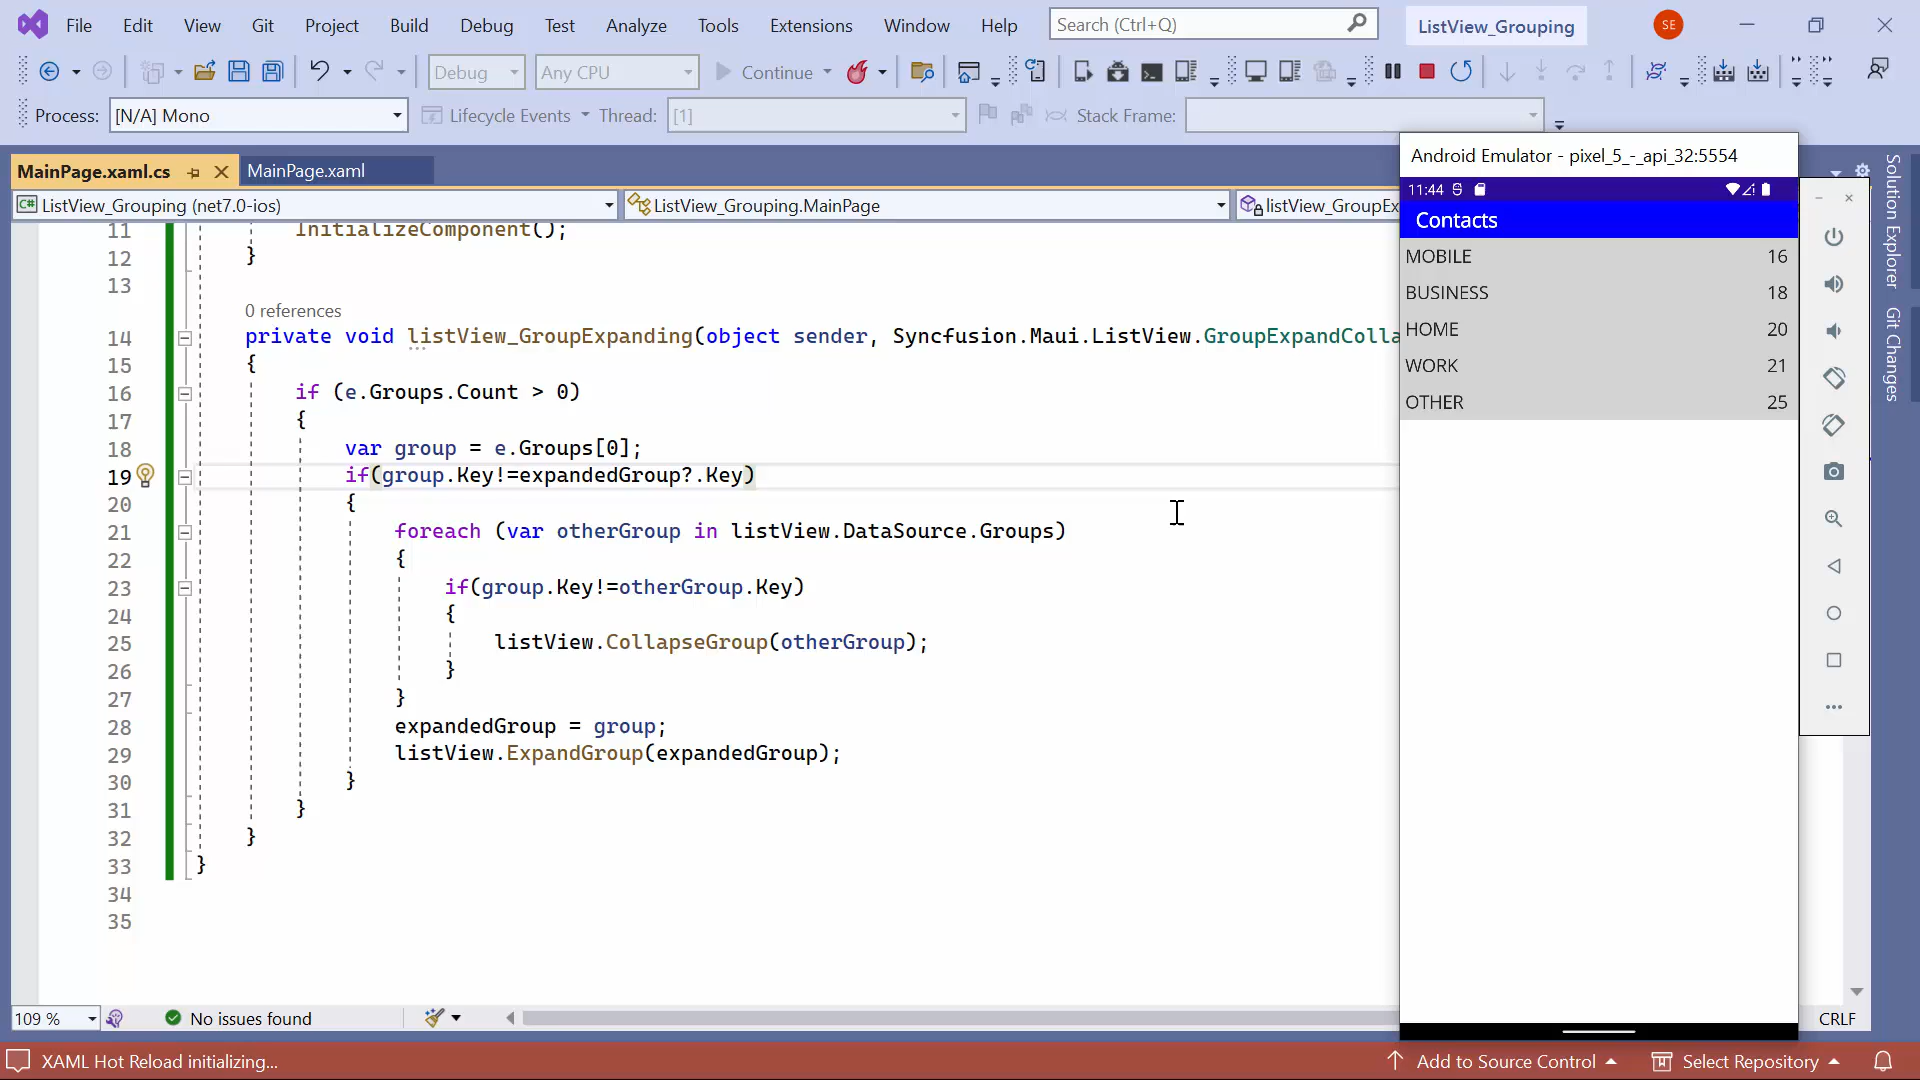 File Edit View Git Project Build Debug Test Analyze Tools Extensions Window Help Search (Ctrl+Q) ListView_Grouping SE
Debug Any CPU Continue
Process: [N/A] Mono Lifecycle Events Thread: [1] Stack Frame:
MainPage.xaml.cs MainPage.xaml
ListView_Grouping (net7.0-ios) ListView_Grouping.MainPage listView_GroupEx
11 InitializeComponent();
12 }
13
0 references
14 private void listView_GroupExpanding(object sender, Syncfusion.Maui.ListView.GroupExpandColla
15 {
16 if (e.Groups.Count > 0)
17 {
18 var group = e.Groups[0];
19 if(group.Key!=expandedGroup?.Key)
20 {
21 foreach (var otherGroup in listView.DataSource.Groups)
22 {
23 if(group.Key!=otherGroup.Key)
24 {
25 listView.CollapseGroup(otherGroup);
26 }
27 }
28 expandedGroup = group;
29 listView.ExpandGroup(expandedGroup);
30 }
31 }
32 }
33 }
34
35
Android Emulator - pixel_5_-_api_32:5554
11:44
Contacts
MOBILE 16
BUSINESS 18
HOME 20
WORK 21
OTHER 25
Solution Explorer
Git Changes
109 % No issues found CRLF
XAML Hot Reload initializing... Add to Source Control Select Repository